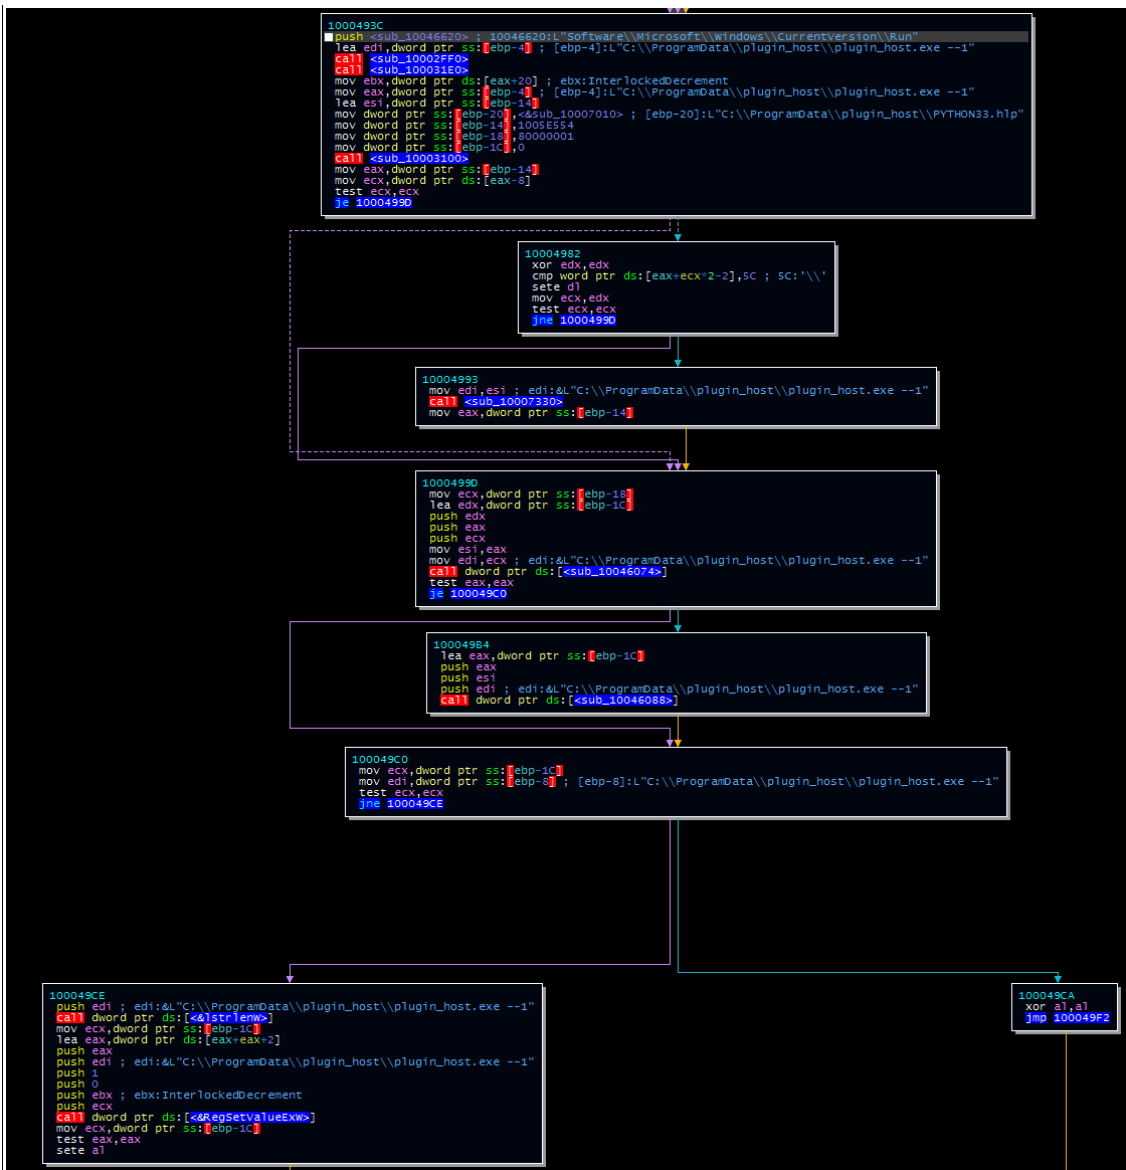 1000493C
push <sub_10046620> ; 10046620:L"Software\\Microsoft\\Windows\\CurrentVersion\\Run"
lea edi,dword ptr ss:[ebp-4] ; [ebp-4]:L"C:\\ProgramData\\plugin_host\\plugin_host.exe --1"
call <sub_10002FF0>
call <sub_100031E0>
mov ebx,dword ptr ds:[eax+20] ; ebx:InterlockedDecrement
mov eax,dword ptr ss:[ebp-4] ; [ebp-4]:L"C:\\ProgramData\\plugin_host\\plugin_host.exe --1"
lea esi,dword ptr ss:[ebp-14]
mov dword ptr ss:[ebp-20],<&sub_10007010> ; [ebp-20]:L"C:\\ProgramData\\plugin_host\\PYTHON33.hlp"
mov dword ptr ss:[ebp-14],1005E554
mov dword ptr ss:[ebp-18],80000001
mov dword ptr ss:[ebp-1C],0
call <sub_10003100>
mov eax,dword ptr ss:[ebp-14]
mov ecx,dword ptr ds:[eax-8]
test ecx,ecx
je 1000499D
10004982
xor edx,edx
cmp word ptr ds:[eax+ecx*2-2],5C ; 5C:'\\'
sete dl
mov ecx,edx
test ecx,ecx
jne 1000499D
10004993
mov edi,esi ; edi:&L"C:\\ProgramData\\plugin_host\\plugin_host.exe --1"
call <sub_10007330>
mov eax,dword ptr ss:[ebp-14]
1000499D
mov ecx,dword ptr ss:[ebp-18]
lea edx,dword ptr ss:[ebp-1C]
push edx
push eax
push ecx
mov esi,eax
mov edi,ecx ; edi:&L"C:\\ProgramData\\plugin_host\\plugin_host.exe --1"
call dword ptr ds:[<sub_10046074>]
test eax,eax
je 100049C0
100049B4
lea eax,dword ptr ss:[ebp-1C]
push eax
push esi
push edi ; edi:&L"C:\\ProgramData\\plugin_host\\plugin_host.exe --1"
call dword ptr ds:[<sub_10046088>]
100049C0
mov ecx,dword ptr ss:[ebp-1C]
mov edi,dword ptr ss:[ebp-8] ; [ebp-8]:L"C:\\ProgramData\\plugin_host\\plugin_host.exe --1"
test ecx,ecx
jne 100049CE
100049CE
push edi ; edi:&L"C:\\ProgramData\\plugin_host\\plugin_host.exe --1"
call dword ptr ds:[<&lstrlenW>]
mov ecx,dword ptr ss:[ebp-1C]
lea eax,dword ptr ds:[eax+eax+2]
push eax
push edi ; edi:&L"C:\\ProgramData\\plugin_host\\plugin_host.exe --1"
push 1
push 0
push ebx ; ebx:InterlockedDecrement
push ecx
call dword ptr ds:[<&RegSetValueExW>]
mov ecx,dword ptr ss:[ebp-1C]
test eax,eax
sete al
100049CA
xor al,al
jmp 100049F2